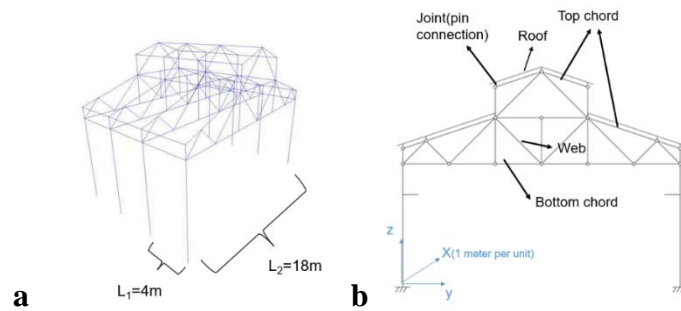 L₁=4m
L₂=18m
a
Joint(pin
connection)
Roof
Top chord
Web
Bottom chord
z
X(1 meter per unit)
y
b